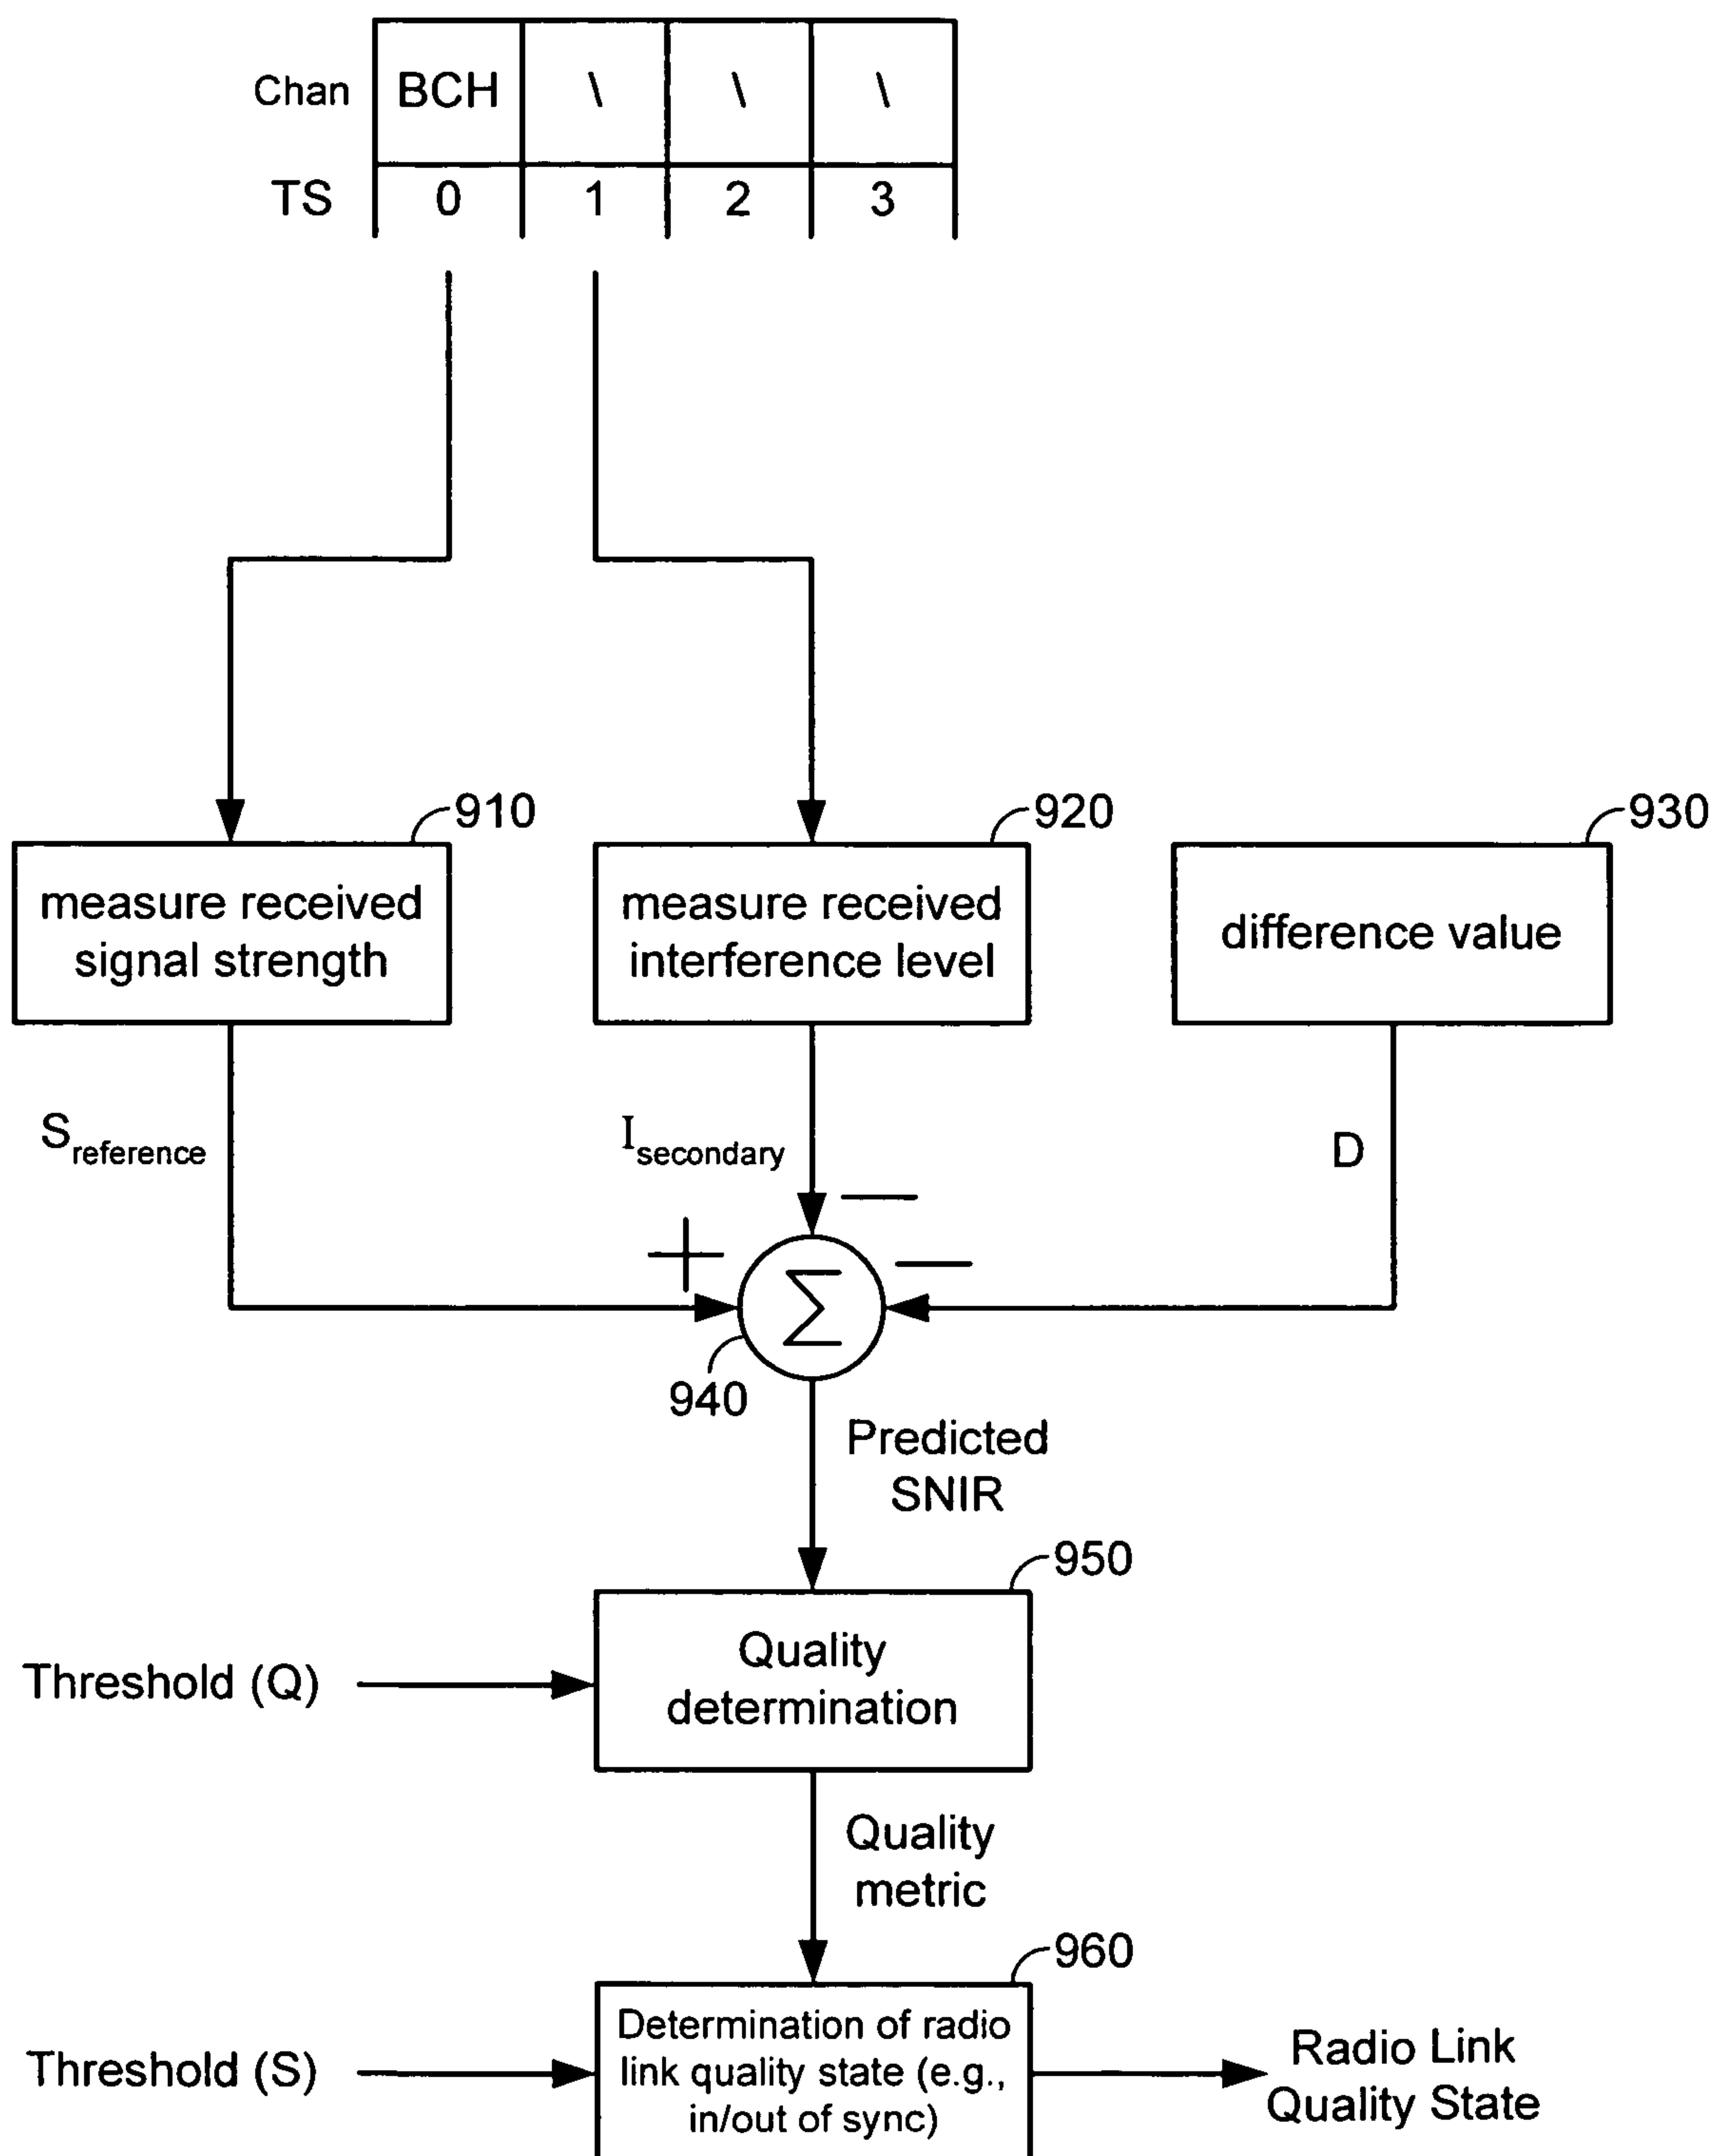 Chan BCH \ \ \
TS 0 1 2 3
910
920
930
measure received
signal strength
measure received
interference level
difference value
S reference
I secondary
D
+
—
—
Σ
940
Predicted
SNIR
950
Threshold (Q)
Quality
determination
Quality
metric
960
Threshold (S)
Determination of radio
link quality state (e.g.,
in/out of sync)
Radio Link
Quality State